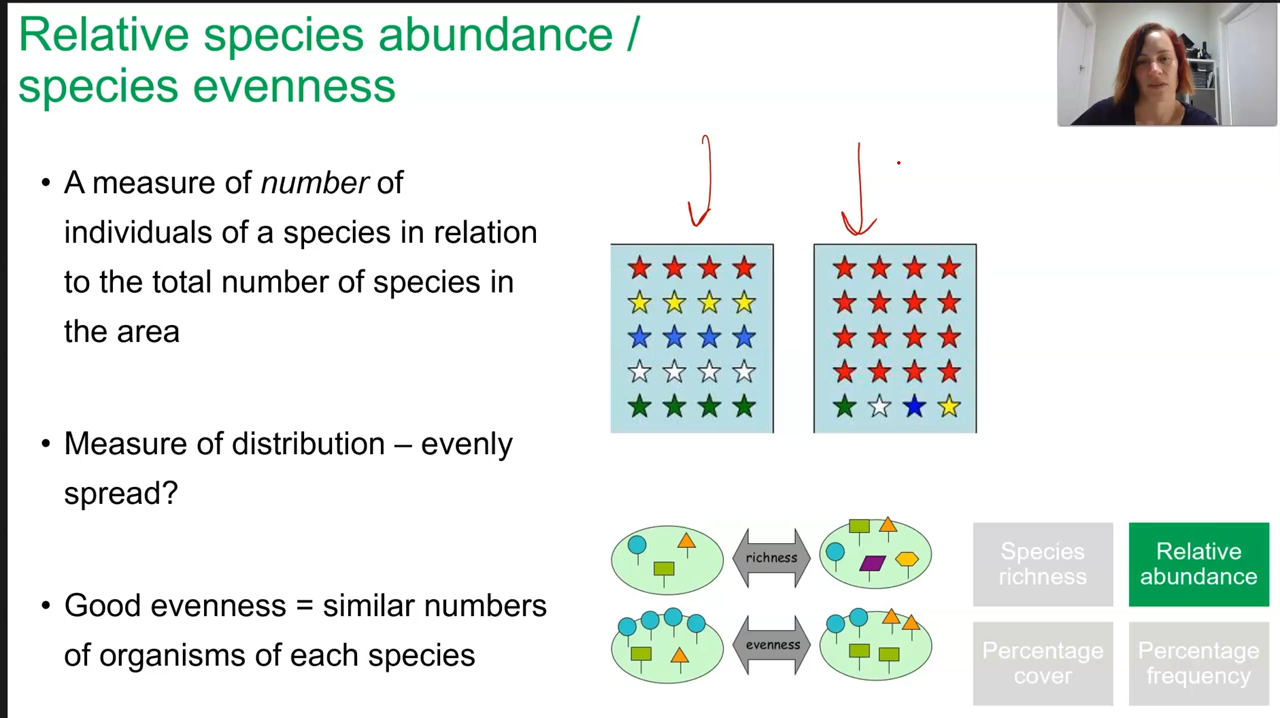 Relative species abundance /
species evenness
• A measure of number of
individuals of a species in relation
to the total number of species in
the area
• Measure of distribution – evenly
spread?
• Good evenness = similar numbers
of organisms of each species
richness
evenness
Species
richness
Relative
abundance
Percentage
cover
Percentage
frequency